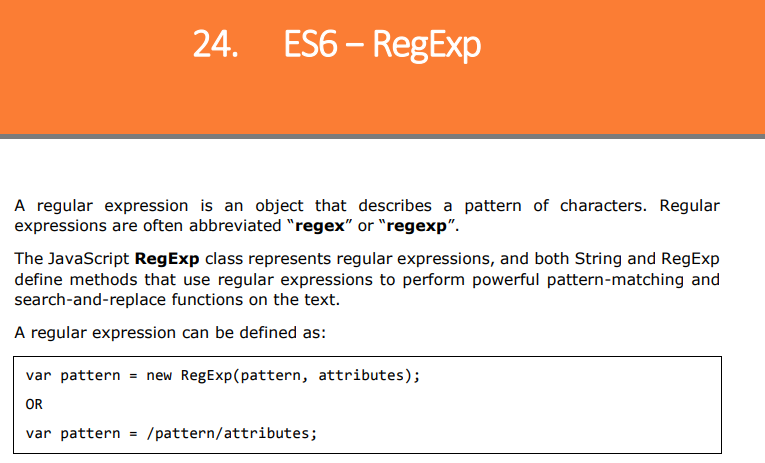 24. ES6 – RegExp
A regular expression is an object that describes a pattern of characters. Regular
expressions are often abbreviated “regex” or “regexp”.
The JavaScript RegExp class represents regular expressions, and both String and RegExp
define methods that use regular expressions to perform powerful pattern-matching and
search-and-replace functions on the text.
A regular expression can be defined as:
var pattern = new RegExp(pattern, attributes);
OR
var pattern = /pattern/attributes;